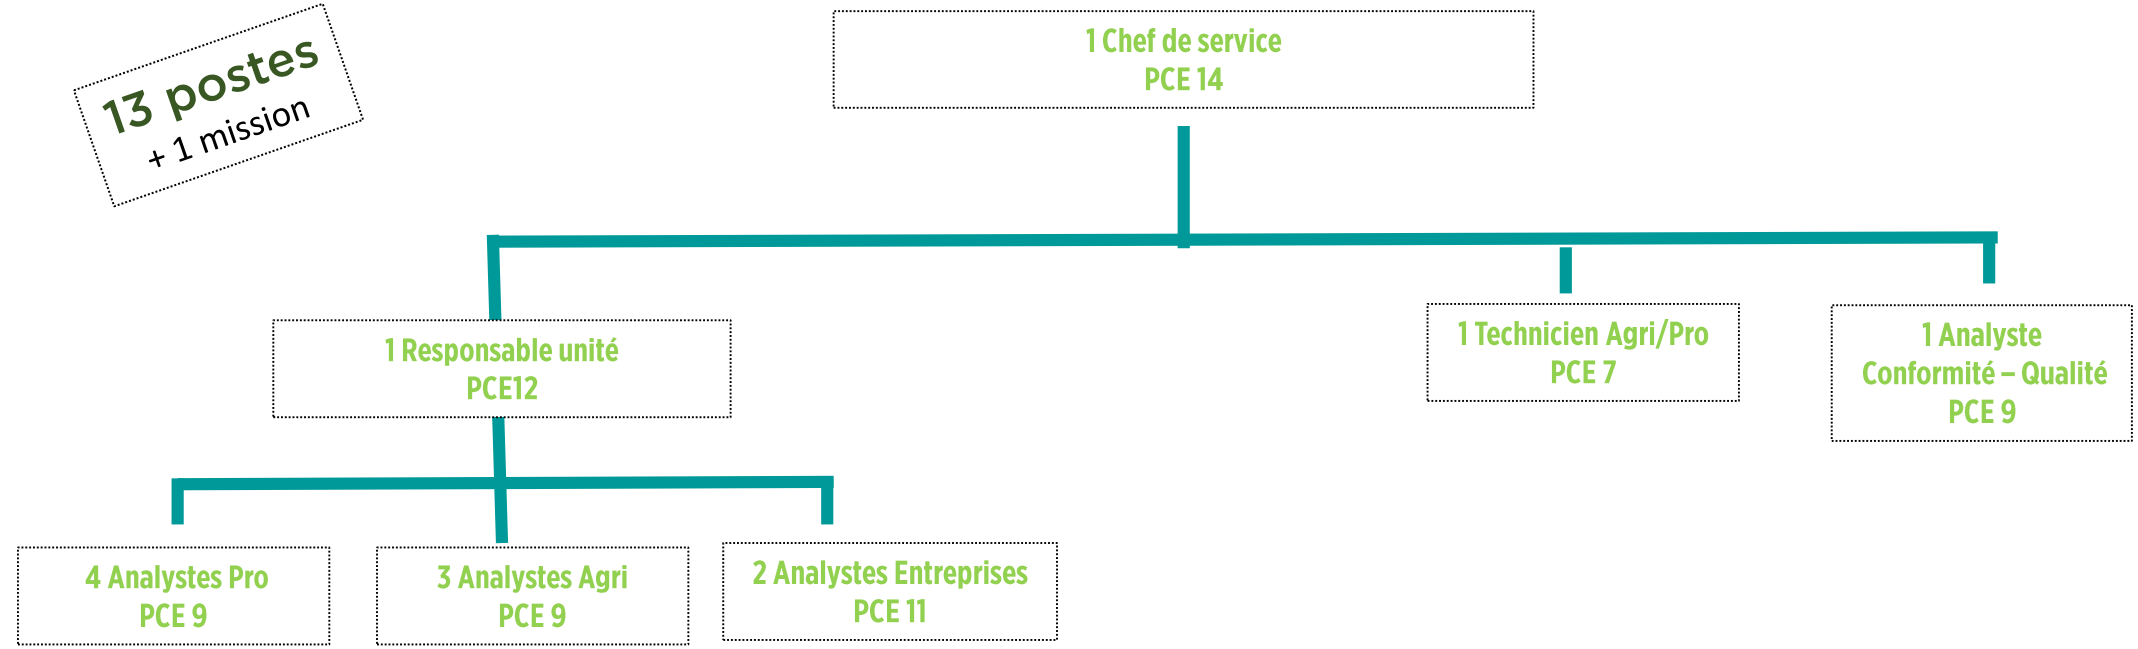 13 postes
+ 1 mission
1 Chef de service
PCE 14
1 Responsable unité
PCE12
1 Technicien Agri/Pro
PCE 7
1 Analyste
Conformité – Qualité
PCE 9
4 Analystes Pro
PCE 9
3 Analystes Agri
PCE 9
2 Analystes Entreprises
PCE 11